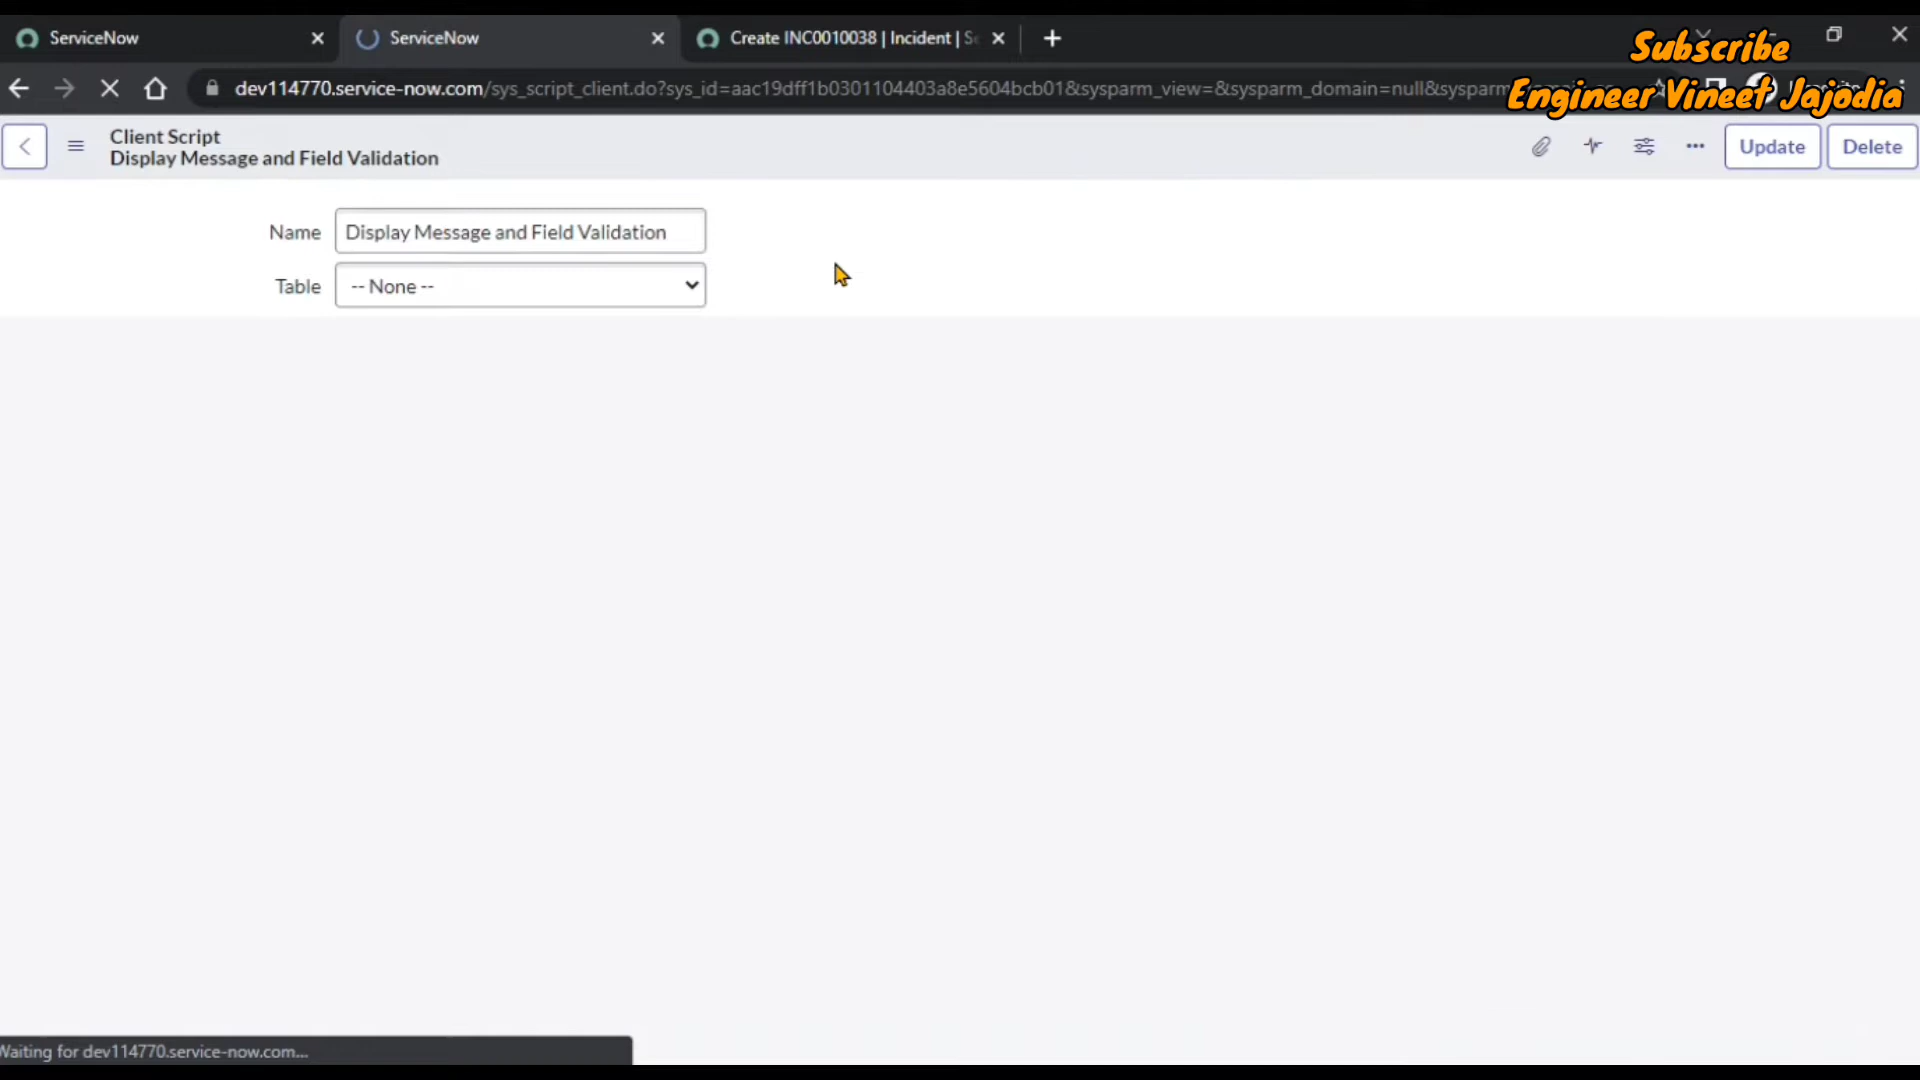 ServiceNow
ServiceNow
Create INC0010038 | Incident | Se
Subscribe
dev114770.service-now.com/sys_script_client.do?sys_id=aac19dff1b0301104403a8e5604bcb01&sysparm_view=&sysparm_domain=null&sysparm
Engineer Vineet Jajodia
Client Script
Display Message and Field Validation
Update
Delete
Name
Display Message and Field Validation
Table
-- None --
Waiting for dev114770.service-now.com...